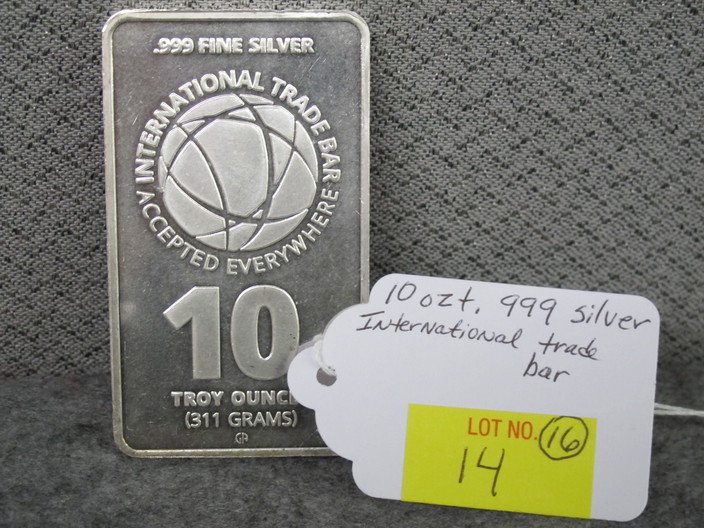 .999 FINE SILVER
INTERNATIONAL TRADE BAR
ACCEPTED EVERYWHERE
10
TROY OUNCE
(311 GRAMS)
10 ozt. 999 silver
International trade
bar
LOT NO. 16
14